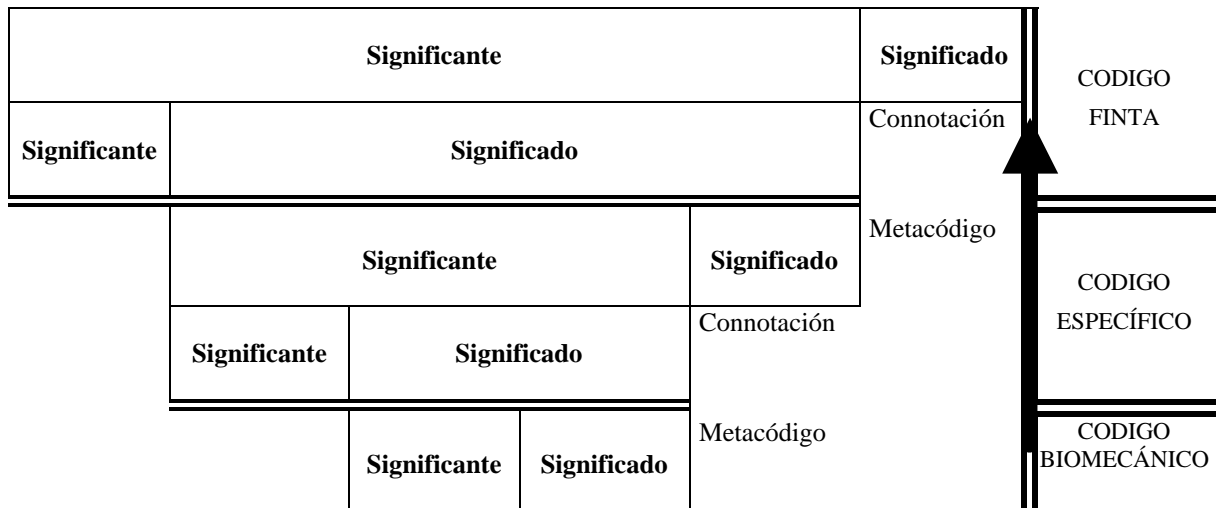 Significante Significado
CODIGO
FINTA
Connotación
Significante Significado
Metacódigo
Significante Significado
CODIGO
ESPECÍFICO
Connotación
Significante Significado
Metacódigo
CODIGO
BIOMECÁNICO
Significante Significado